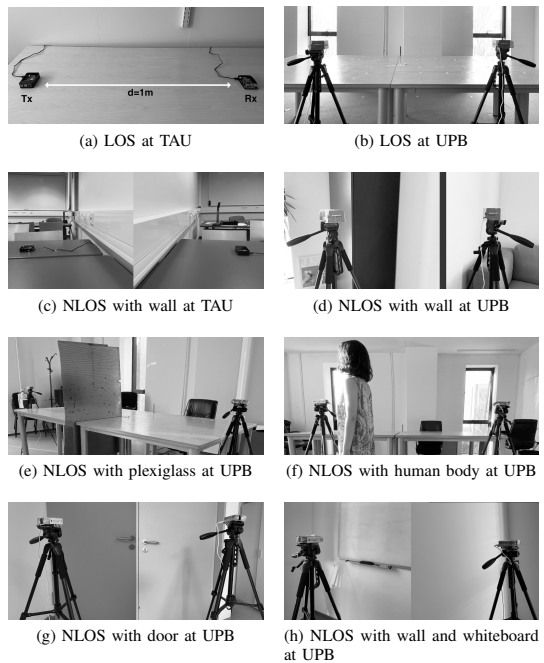 Tx
d=1m
Rx
(a) LOS at TAU
(b) LOS at UPB
(c) NLOS with wall at TAU
(d) NLOS with wall at UPB
(e) NLOS with plexiglass at UPB
(f) NLOS with human body at UPB
(g) NLOS with door at UPB
(h) NLOS with wall and whiteboard
at UPB